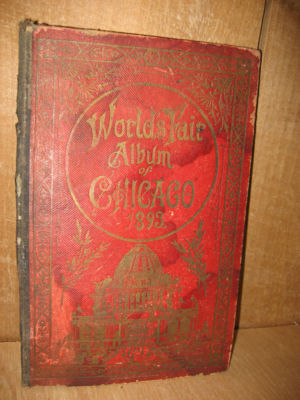 World's Fair
Album
of
CHICAGO
1893